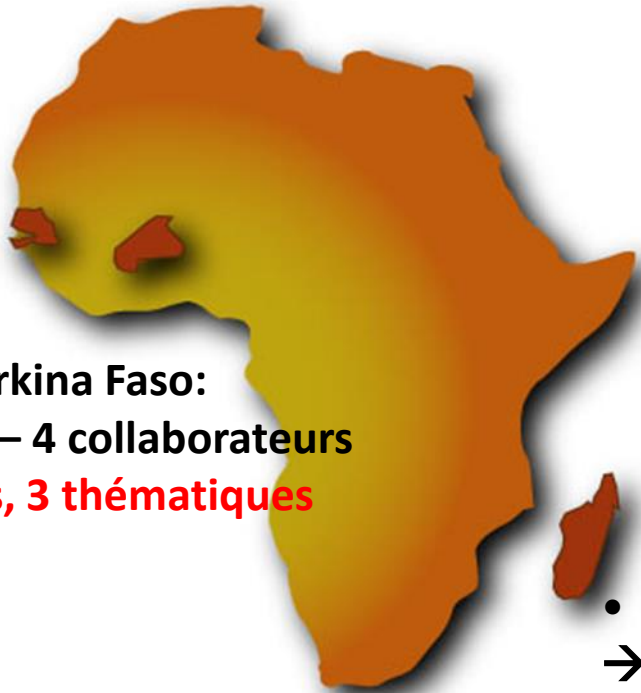 rkina Faso:
– 4 collaborateurs
s, 3 thématiques
•
→